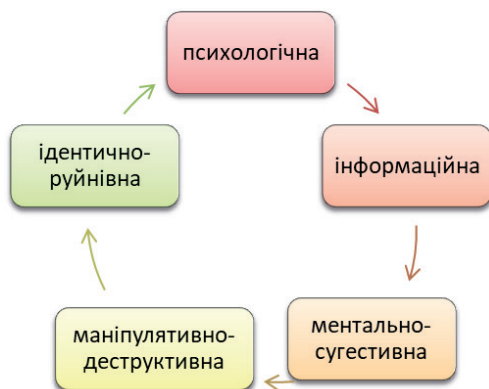 психологічна
інформаційна
ментально-
сугестивна
маніпулятивно-
деструктивна
ідентично-
руйнівна